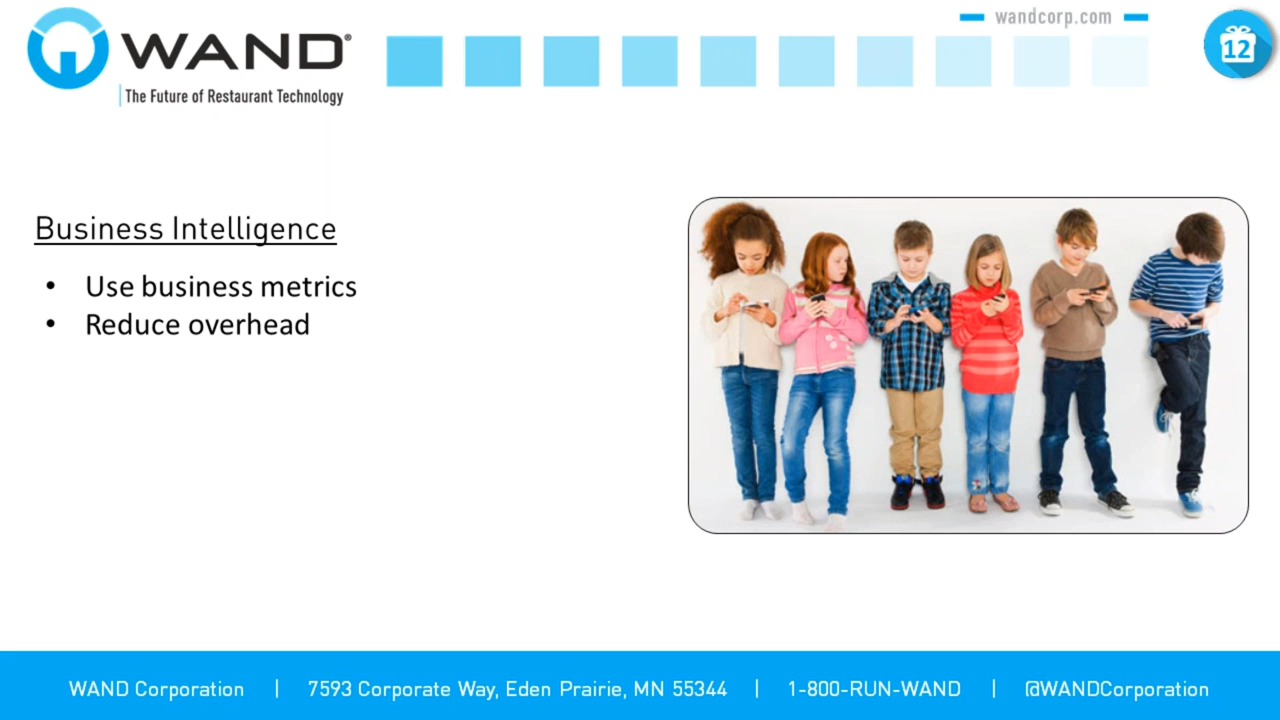 wandcorp.com
WAND®
The Future of Restaurant Technology
12
Business Intelligence
• Use business metrics
• Reduce overhead
WAND Corporation | 7593 Corporate Way, Eden Prairie, MN 55344 | 1-800-RUN-WAND | @WANDCorporation